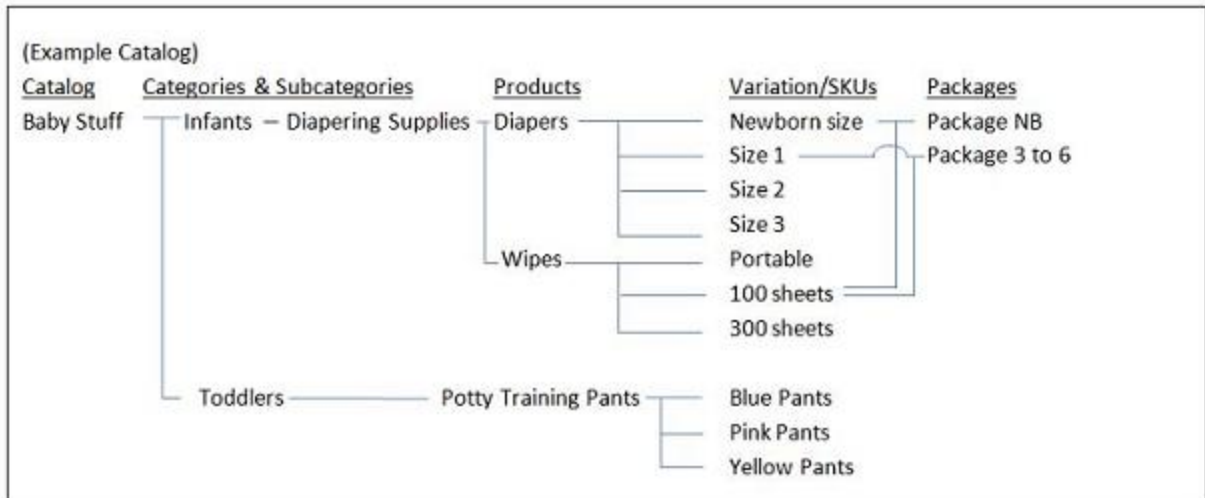 (Example Catalog)
Catalog Categories & Subcategories Products Variation/SKUs Packages
Baby Stuff Infants – Diapering Supplies Diapers Newborn size Package NB
Size 1 Package 3 to 6
Size 2
Size 3
Wipes Portable
100 sheets
300 sheets
Toddlers Potty Training Pants Blue Pants
Pink Pants
Yellow Pants